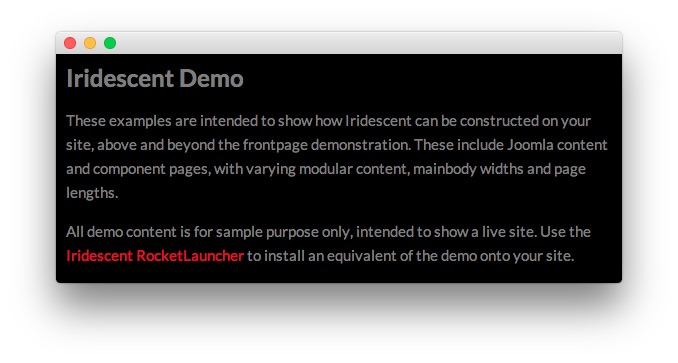 Iridescent Demo
These examples are intended to show how Iridescent can be constructed on your
site, above and beyond the frontpage demonstration. These include Joomla content
and component pages, with varying modular content, mainbody widths and page
lengths.
All demo content is for sample purpose only, intended to show a live site. Use the
Iridescent RocketLauncher to install an equivalent of the demo onto your site.